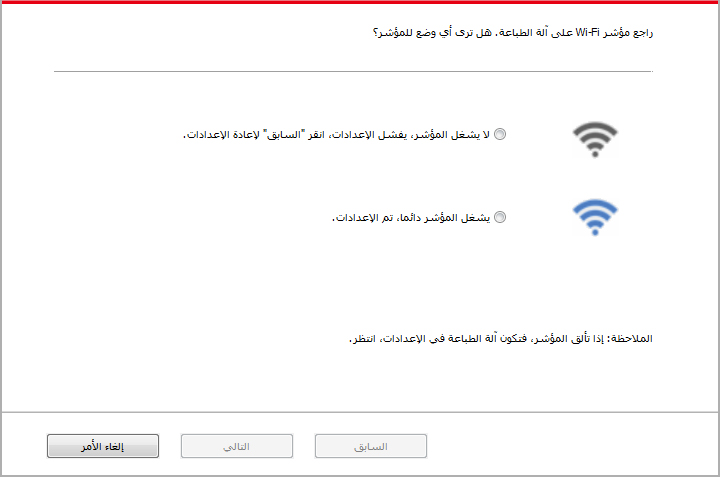 راجع مؤشر Wi-Fi على آلة الطباعة. هل ترى أي وضع للمؤشر؟
لا يشغل المؤشر، يفشل الإعدادات، انقر "السابق" لإعادة الإعدادات.
يشغل المؤشر دائما، تم الإعدادات.
الملاحظة: إذا تألق المؤشر، فتكون آلة الطباعة في الإعدادات، انتظر.
السابق
التالي
إلغاء الأمر